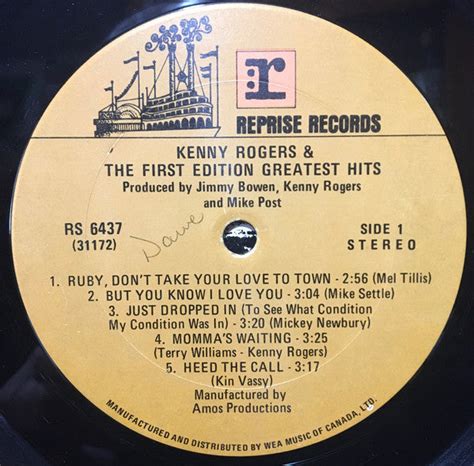 r:
REPRISE RECORDS
KENNY ROGERS &
THE FIRST EDITION GREATEST HITS
Produced by Jimmy Bowen, Kenny Rogers
and Mike Post
RS 6437
(31172)
Dave
SIDE 1
STEREO
1. RUBY, DON'T TAKE YOUR LOVE TO TOWN - 2:56 (Mel Tillis)
2. BUT YOU KNOW I LOVE YOU - 3:04 (Mike Settle)
3. JUST DROPPED IN (To See What Condition
My Condition Was In) - 3:20 (Mickey Newbury)
4. MOMMA'S WAITING - 3:25
(Terry Williams - Kenny Rogers)
5. HEED THE CALL - 3:17
(Kin Vassy)
Manufactured by
Amos Productions
MANUFACTURED AND DISTRIBUTED BY WEA MUSIC OF CANADA, LTD.